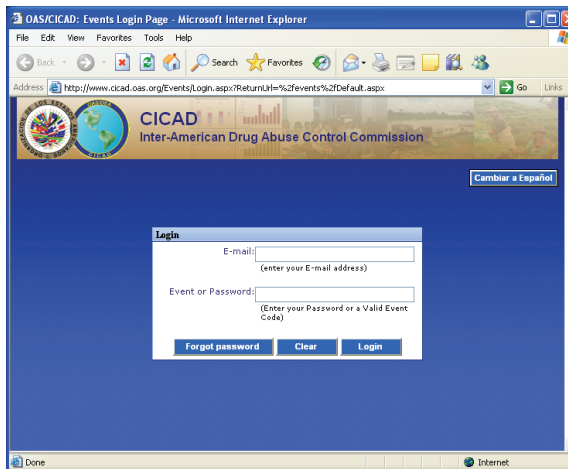 OAS/CICAD: Events Login Page - Microsoft Internet Explorer
File Edit View Favorites Tools Help
Back Search Favorites
Address http://www.cicad.oas.org/Events/Login.aspx?ReturnUrl=%2fevents%2fDefault.aspx Go Links
CICAD
Inter-American Drug Abuse Control Commission
Cambiar a Español
Login
E-mail:
(enter your E-mail address)
Event or Password:
(Enter your Password or a Valid Event
Code)
Forgot password Clear Login
Done Internet